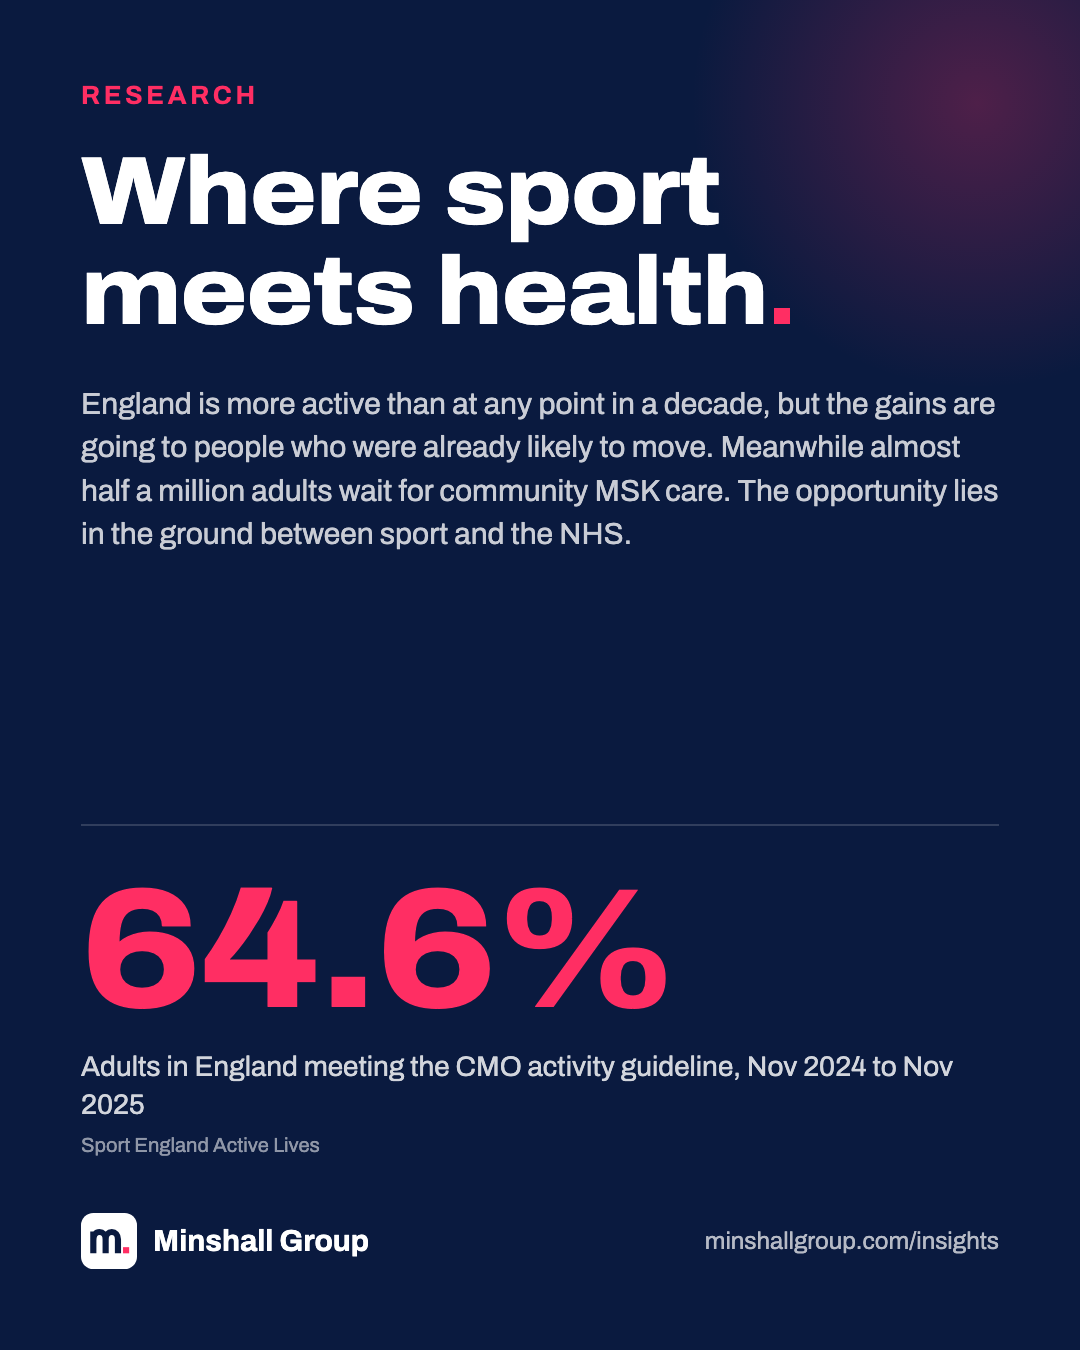 RESEARCH
Where sport
meets health.
England is more active than at any point in a decade, but the gains are
going to people who were already likely to move. Meanwhile almost
half a million adults wait for community MSK care. The opportunity lies
in the ground between sport and the NHS.
64.6%
Adults in England meeting the CMO activity guideline, Nov 2024 to Nov
2025
Sport England Active Lives
m. Minshall Group
minshallgroup.com/insights